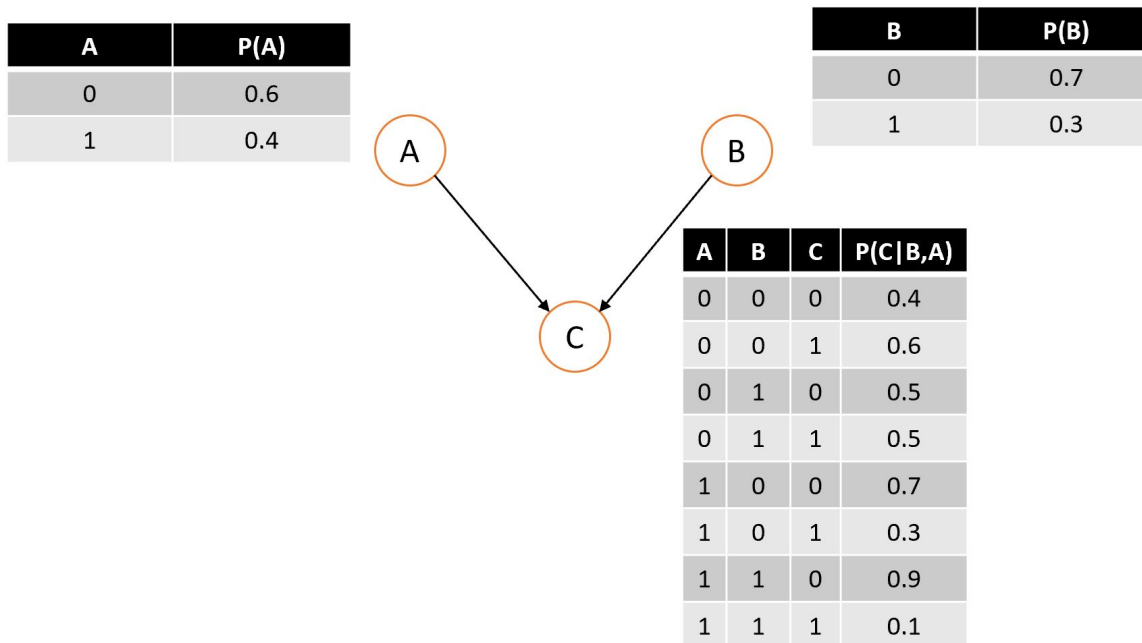 A P(A)
0 0.6
1 0.4
B P(B)
0 0.7
1 0.3
A
B
C
A B C P(C|B,A)
0 0 0 0.4
0 0 1 0.6
0 1 0 0.5
0 1 1 0.5
1 0 0 0.7
1 0 1 0.3
1 1 0 0.9
1 1 1 0.1